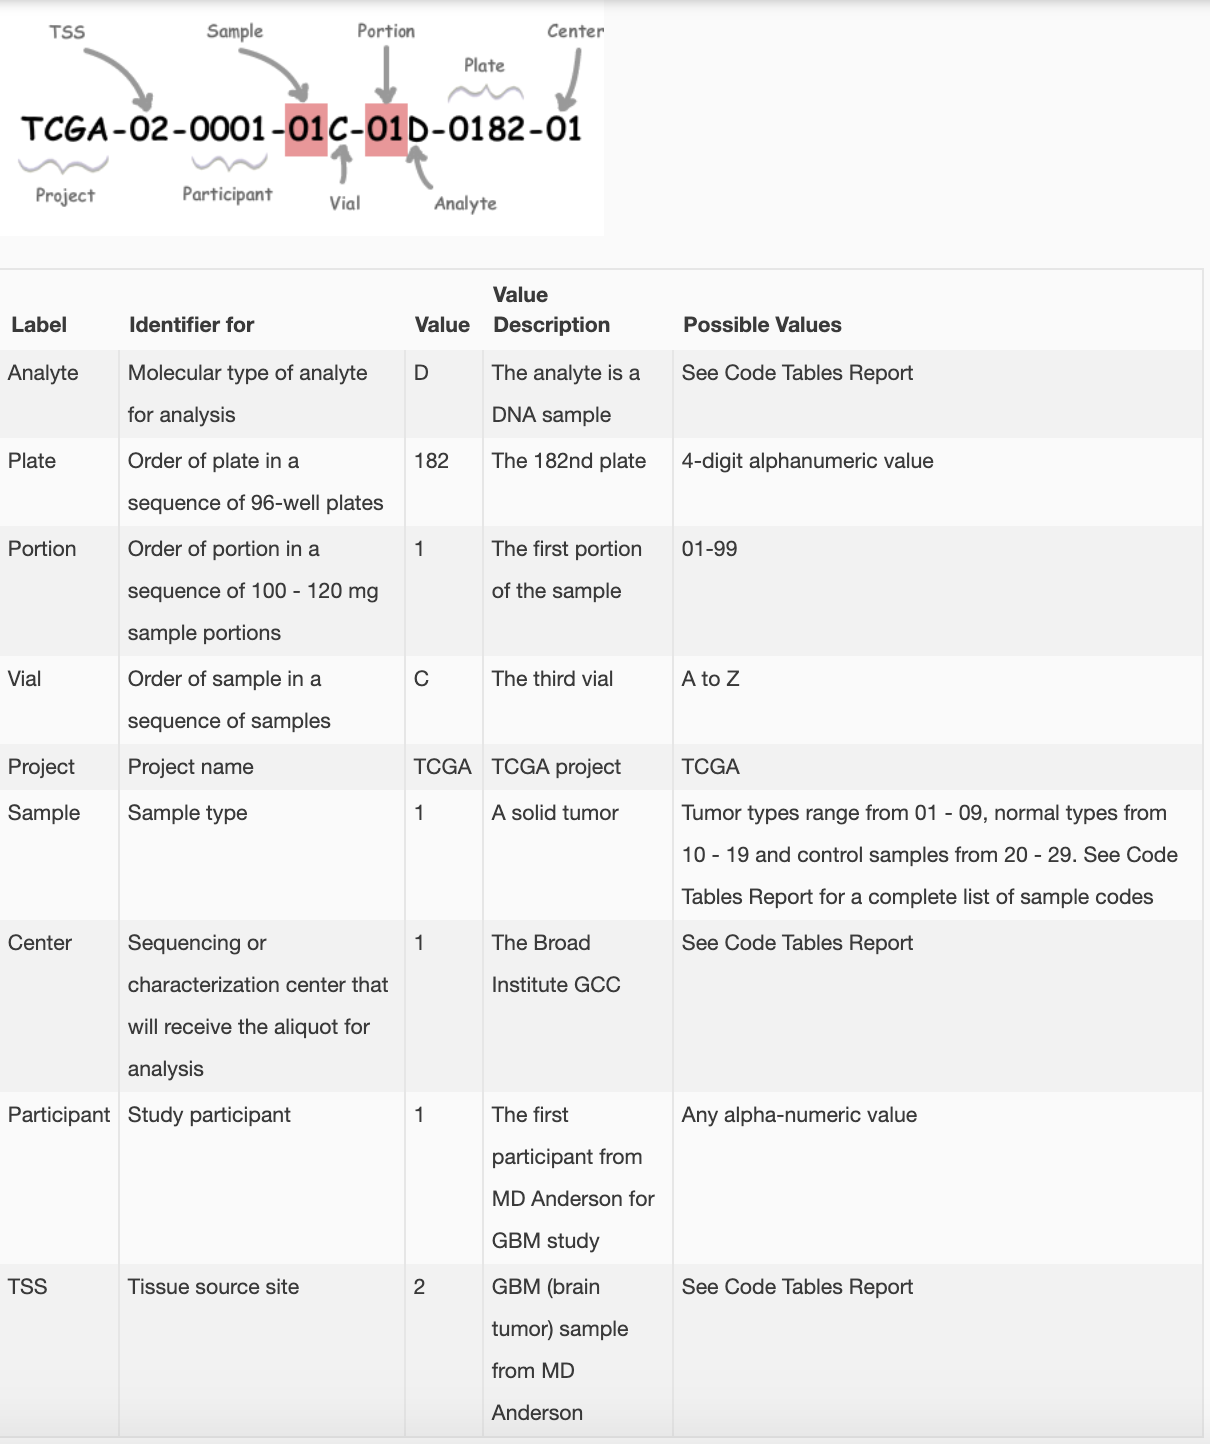 TSS Sample Portion Center
Plate
TCGA-02-0001-01C-01D-0182-01
Project Participant Vial Analyte
Label Identifier for Value Value Description Possible Values
Analyte Molecular type of analyte for analysis D The analyte is a DNA sample See Code Tables Report
Plate Order of plate in a sequence of 96-well plates 182 The 182nd plate 4-digit alphanumeric value
Portion Order of portion in a sequence of 100 - 120 mg sample portions 1 The first portion of the sample 01-99
Vial Order of sample in a sequence of samples C The third vial A to Z
Project Project name TCGA TCGA project TCGA
Sample Sample type 1 A solid tumor Tumor types range from 01 - 09, normal types from 10 - 19 and control samples from 20 - 29. See Code Tables Report for a complete list of sample codes
Center Sequencing or characterization center that will receive the aliquot for analysis 1 The Broad Institute GCC See Code Tables Report
Participant Study participant 1 The first participant from MD Anderson for GBM study Any alpha-numeric value
TSS Tissue source site 2 GBM (brain tumor) sample from MD Anderson See Code Tables Report